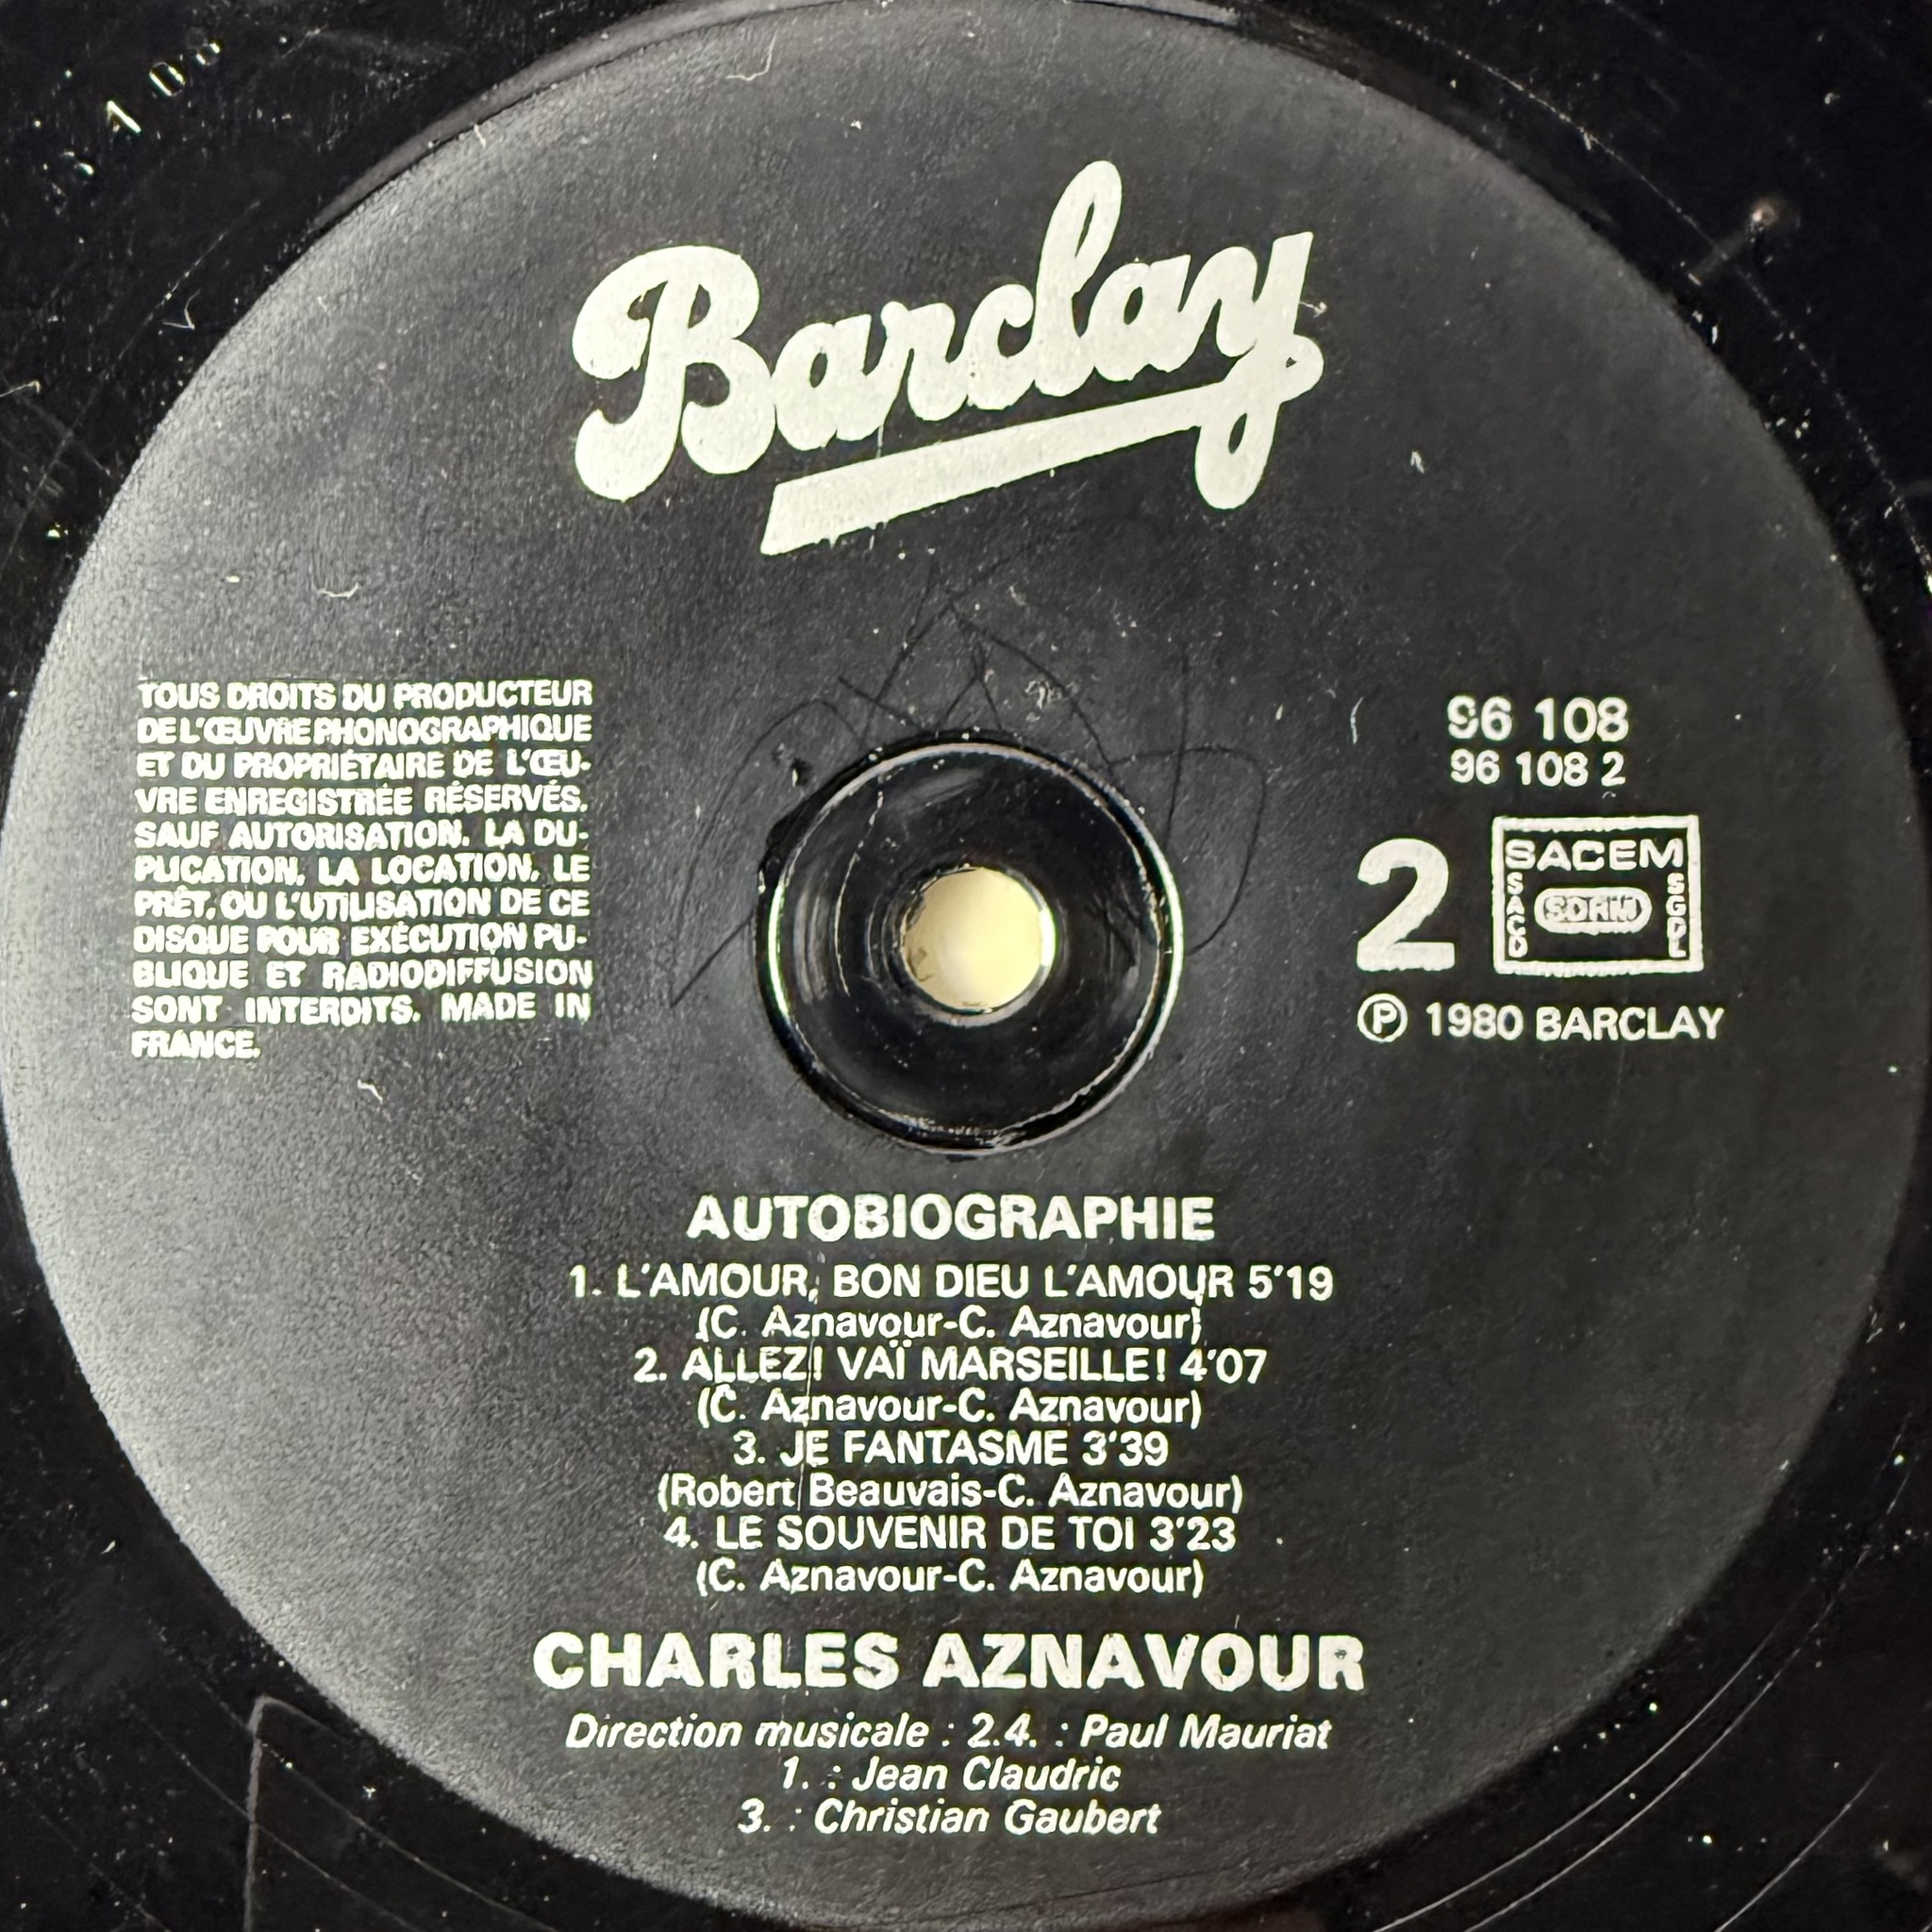 Barclay
TOUS DROITS DU PRODUCTEUR
DE L'ŒUVRE PHONOGRAPHIQUE
ET DU PROPRIÉTAIRE DE L'ŒU-
VRE ENREGISTRÉE RÉSERVÉS.
SAUF AUTORISATION, LA DU-
PLICATION, LA LOCATION, LE
PRÊT, OU L'UTILISATION DE CE
DISQUE POUR EXÉCUTION PU-
BLIQUE ET RADIODIFFUSION
SONT INTERDITS. MADE IN
FRANCE.
96 108
96 108 2
2
SACEM
SACD
SDRM
SGDL
Ⓟ 1980 BARCLAY
AUTOBIOGRAPHIE
1. L'AMOUR, BON DIEU L'AMOUR 5'19
(C. Aznavour-C. Aznavour)
2. ALLEZ! VAÏ MARSEILLE! 4'07
(C. Aznavour-C. Aznavour)
3. JE FANTASME 3'39
(Robert Beauvais-C. Aznavour)
4. LE SOUVENIR DE TOI 3'23
(C. Aznavour-C. Aznavour)
CHARLES AZNAVOUR
Direction musicale : 2.4. : Paul Mauriat
1. : Jean Claudric
3. : Christian Gaubert